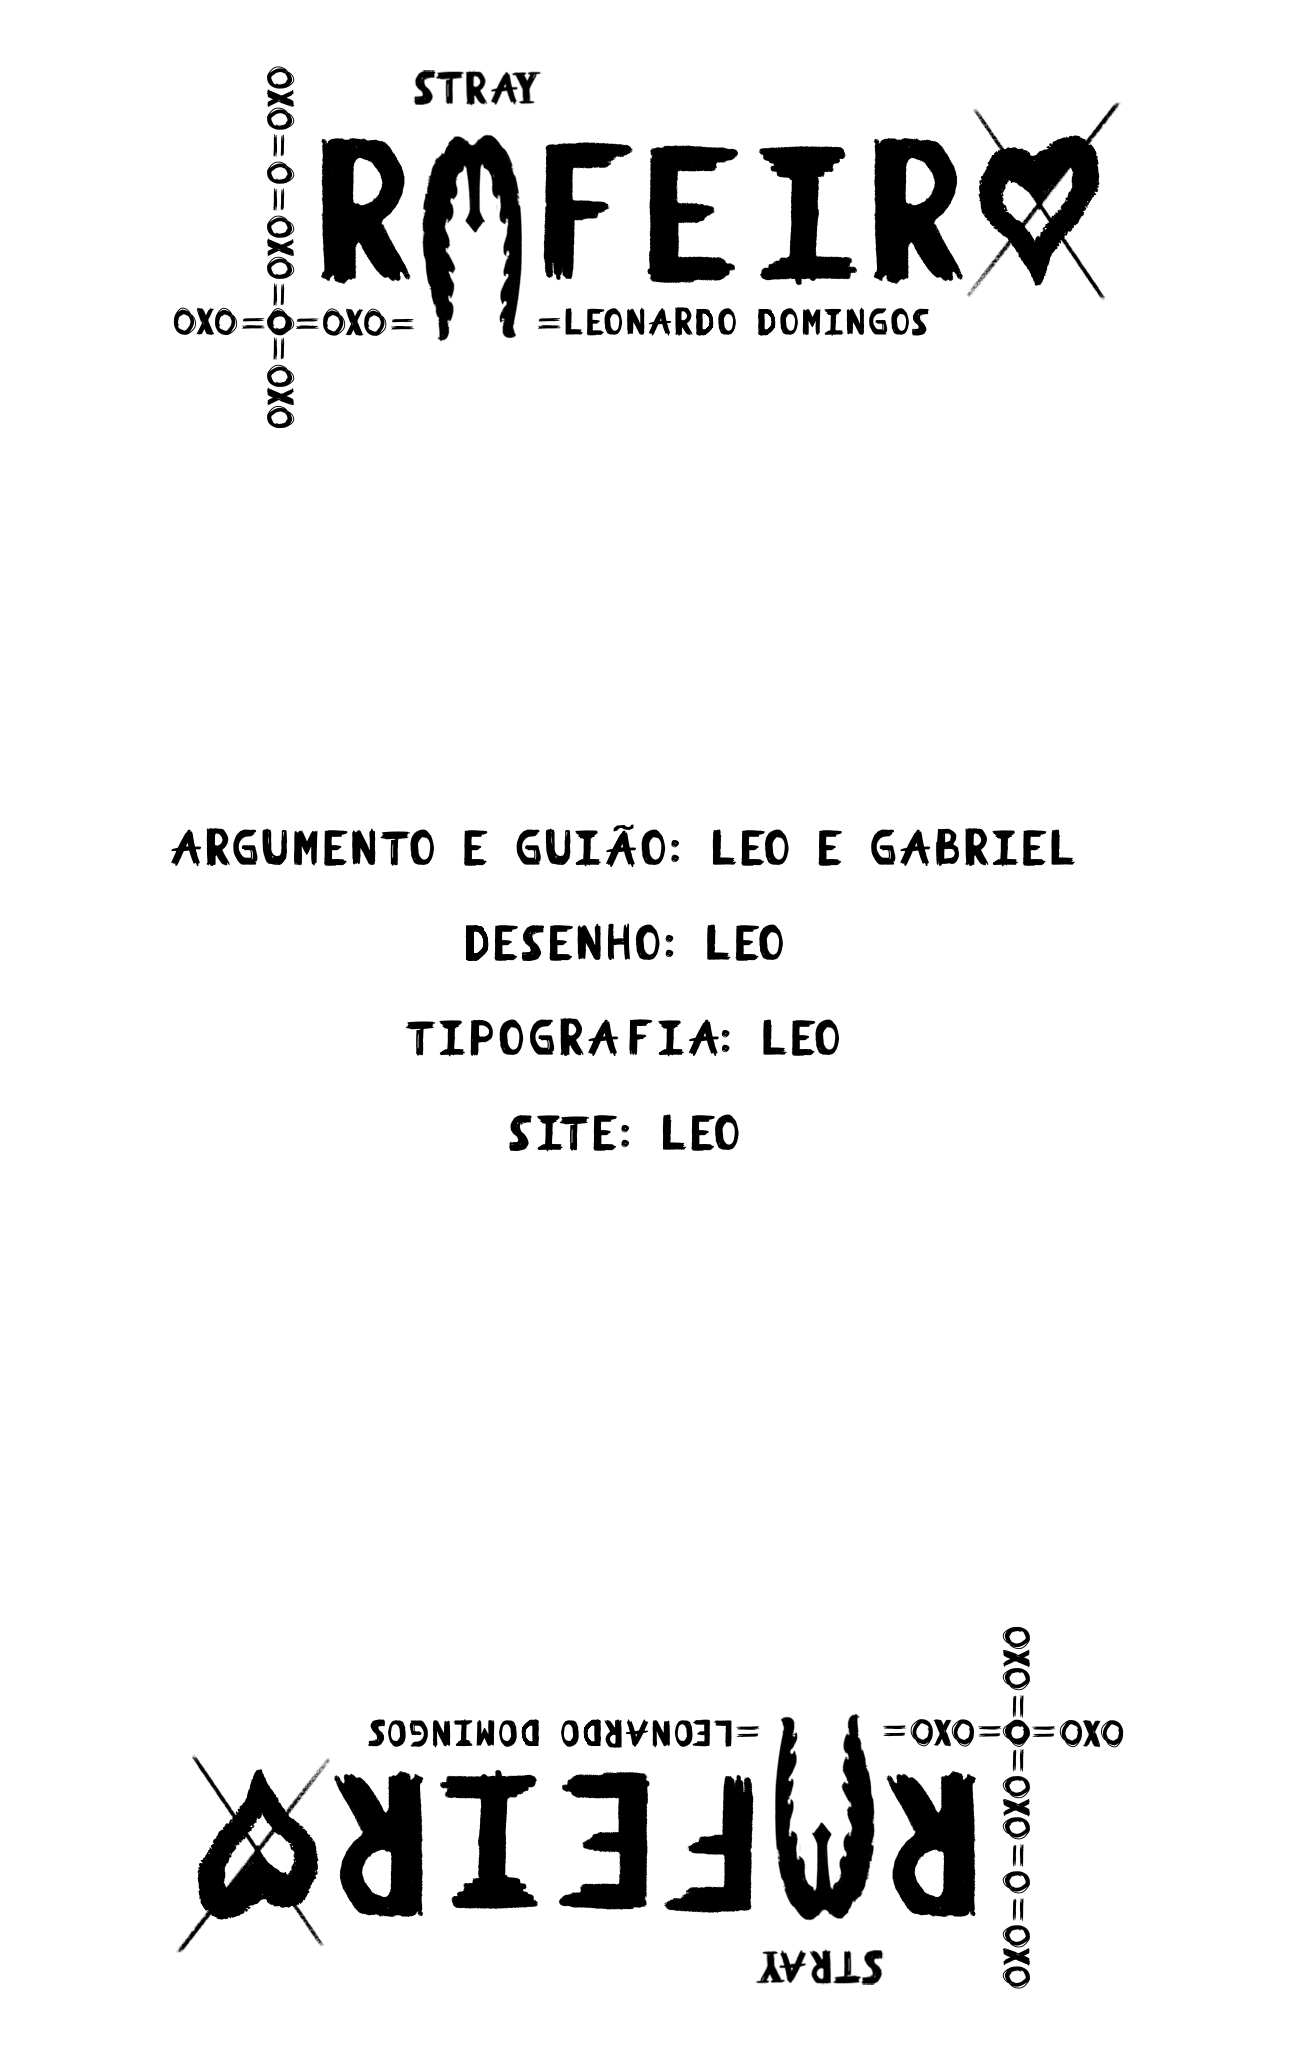 STRAY
RAFEIRO
OXO=O=OXO=O=OXO
OXO=O=OXO= =LEONARDO DOMINGOS
ARGUMENTO E GUIÃO: LEO E GABRIEL
DESENHO: LEO
TIPOGRAFIA: LEO
SITE: LEO
OXO=O=OXO=O=OXO
OXO=O=OXO= =LEONARDO DOMINGOS
RAFEIRO
STRAY